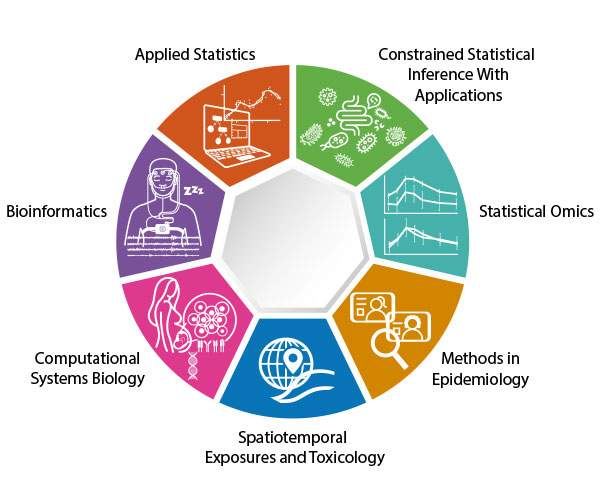 Applied Statistics
Constrained Statistical
Inference With
Applications
Bioinformatics
zzz
Statistical Omics
Computational
Systems Biology
Methods in
Epidemiology
Spatiotemporal
Exposures and Toxicology